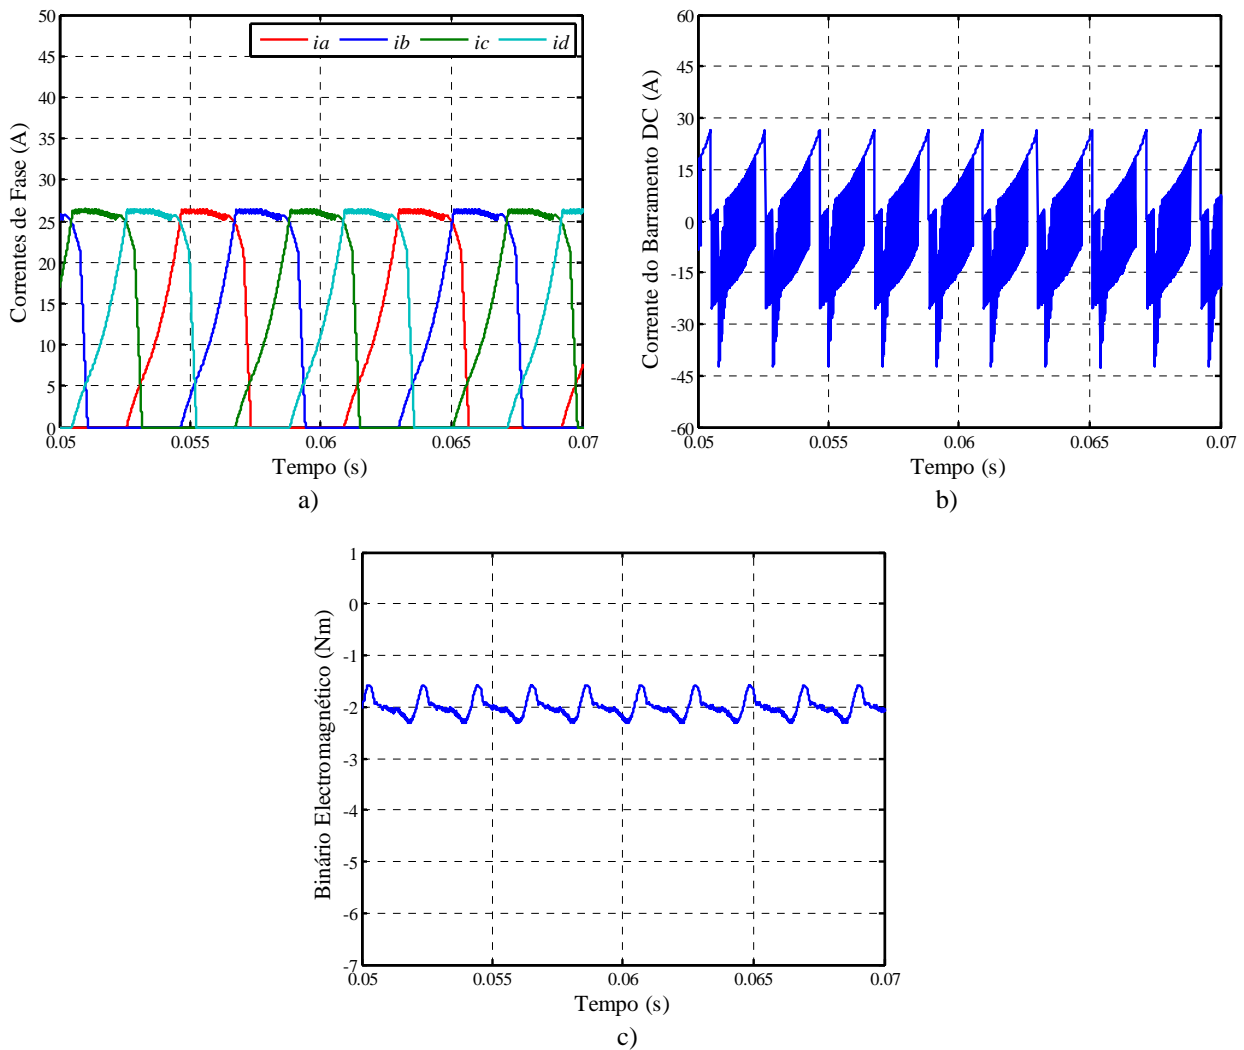 50
45
40
35
30
25
20
15
10
5
0
Correntes de Fase (A)
ia ib ic id
0.05 0.055 0.06 0.065 0.07
Tempo (s)
a)
60
45
30
15
0
-15
-30
-45
-60
Corrente do Barramento DC (A)
0.05 0.055 0.06 0.065 0.07
Tempo (s)
b)
1
0
-1
-2
-3
-4
-5
-6
-7
Binário Electromagnético (Nm)
0.05 0.055 0.06 0.065 0.07
Tempo (s)
c)